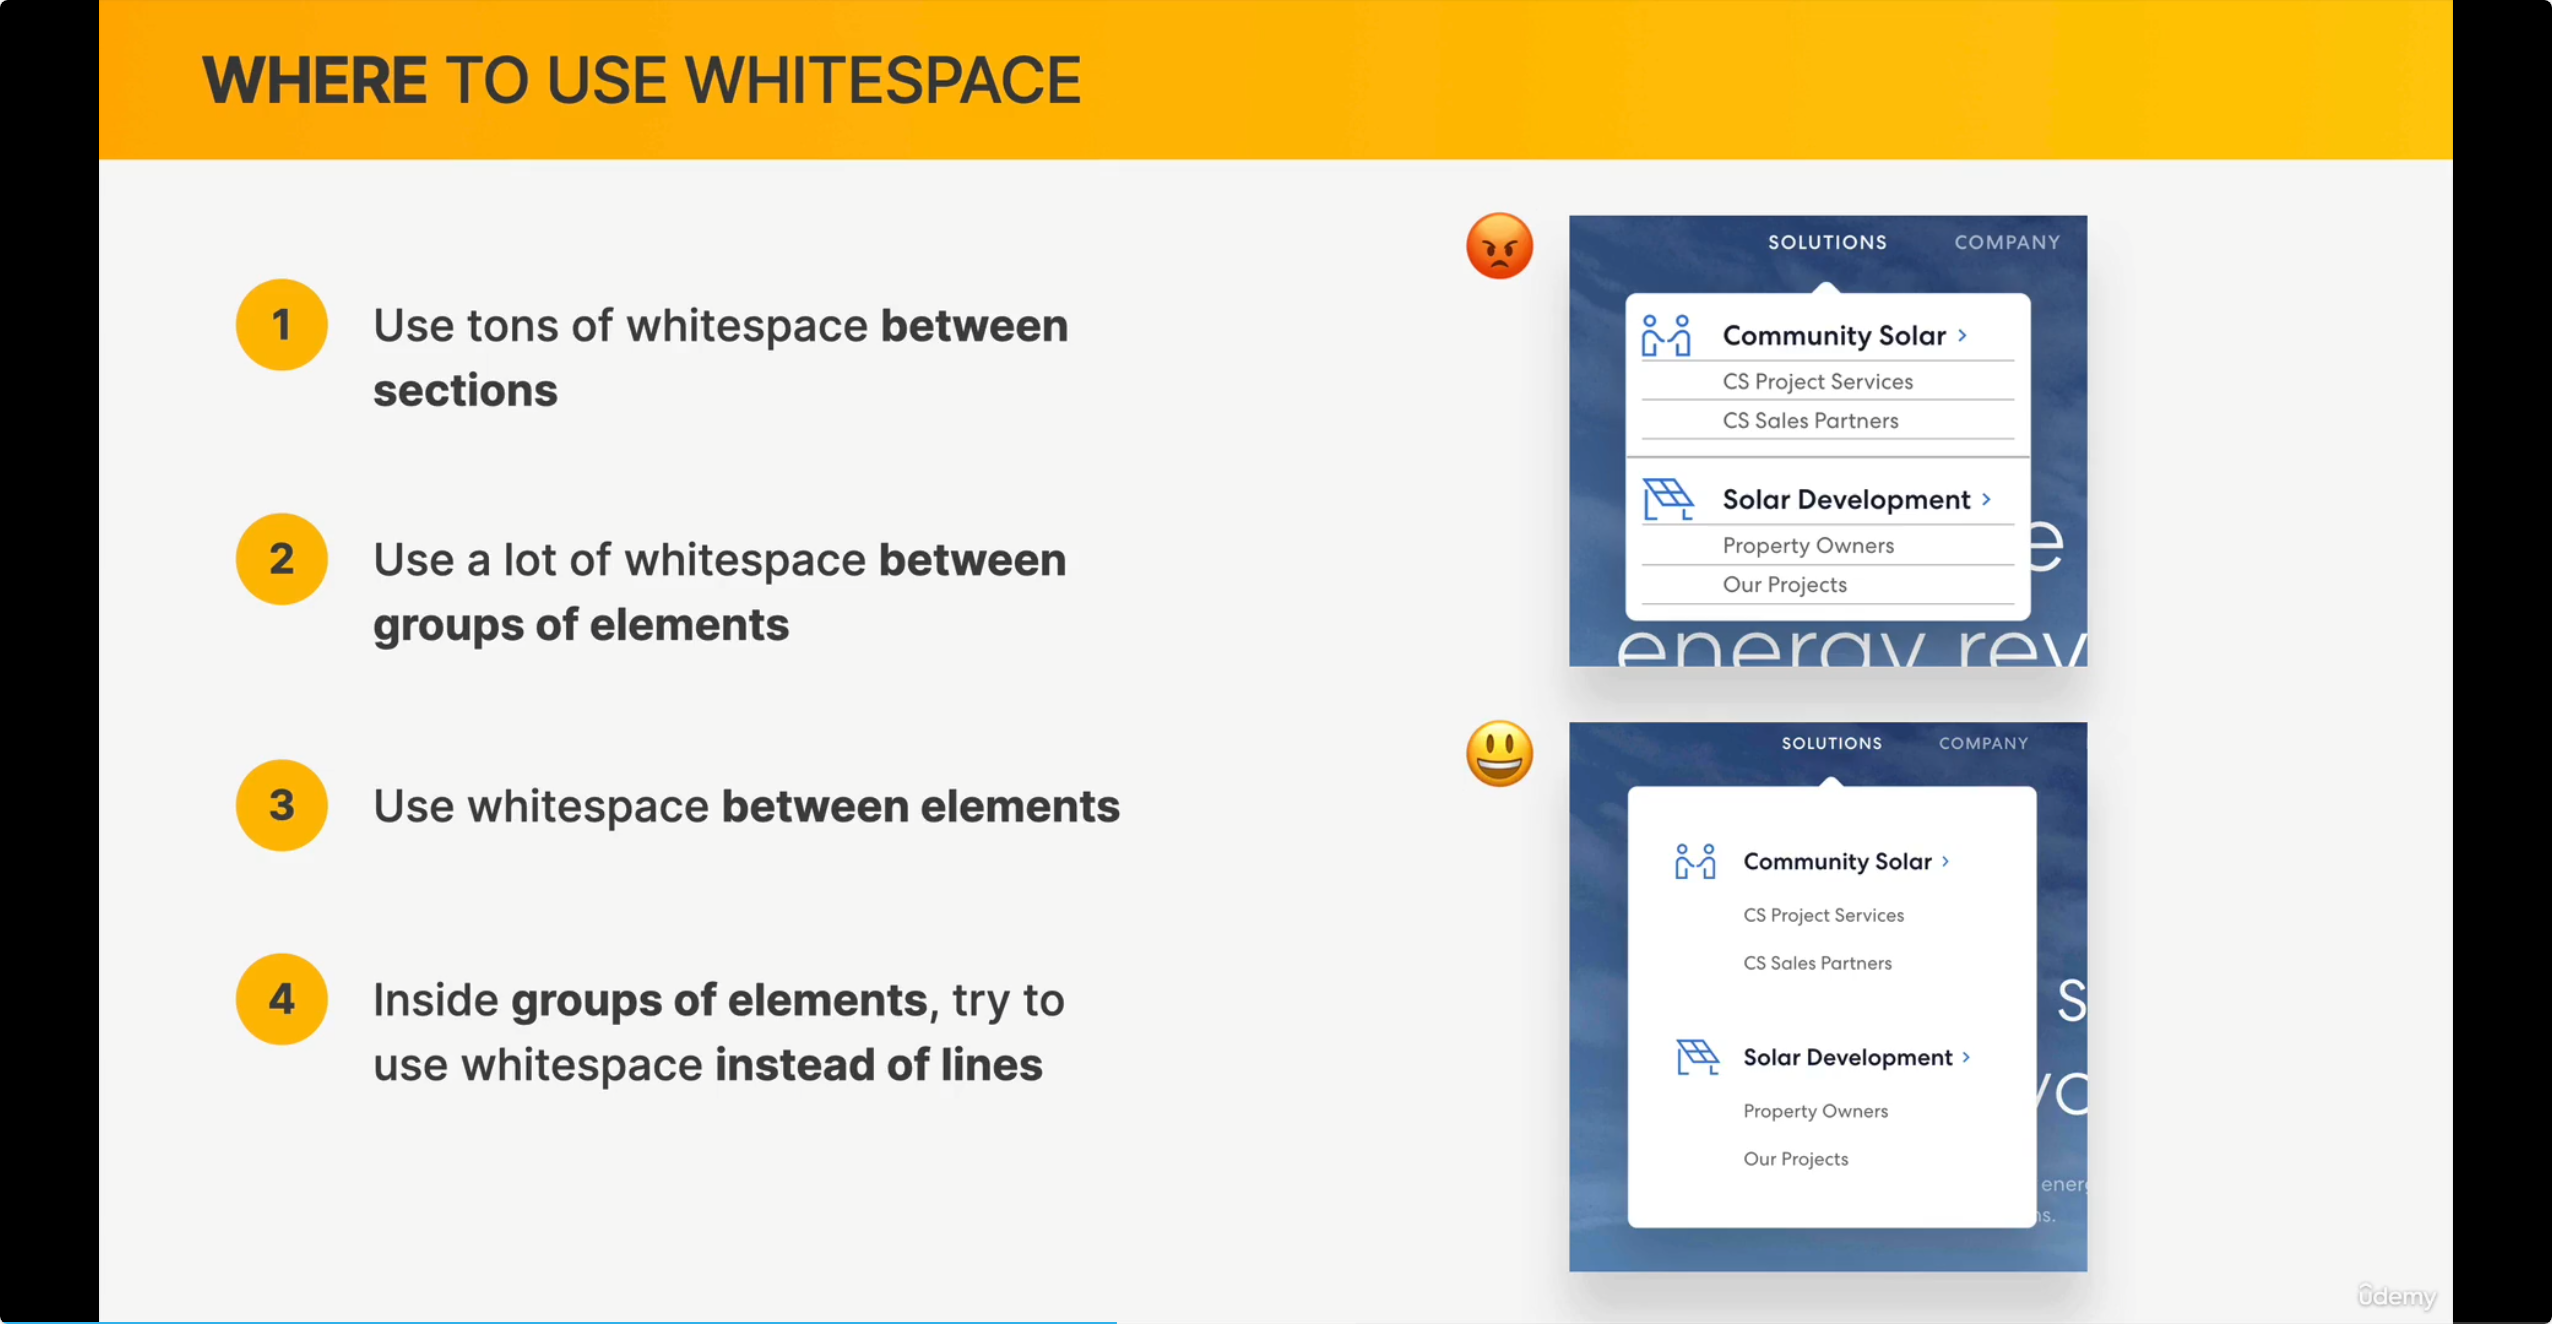 WHERE TO USE WHITESPACE
1
Use tons of whitespace between
sections
2
Use a lot of whitespace between
groups of elements
3
Use whitespace between elements
4
Inside groups of elements, try to
use whitespace instead of lines
SOLUTIONS COMPANY
Community Solar >
CS Project Services
CS Sales Partners
Solar Development >
Property Owners
Our Projects
e
energy rev
SOLUTIONS COMPANY
Community Solar >
CS Project Services
CS Sales Partners
Solar Development >
Property Owners
Our Projects
s
yo
energ
ns.
udemy